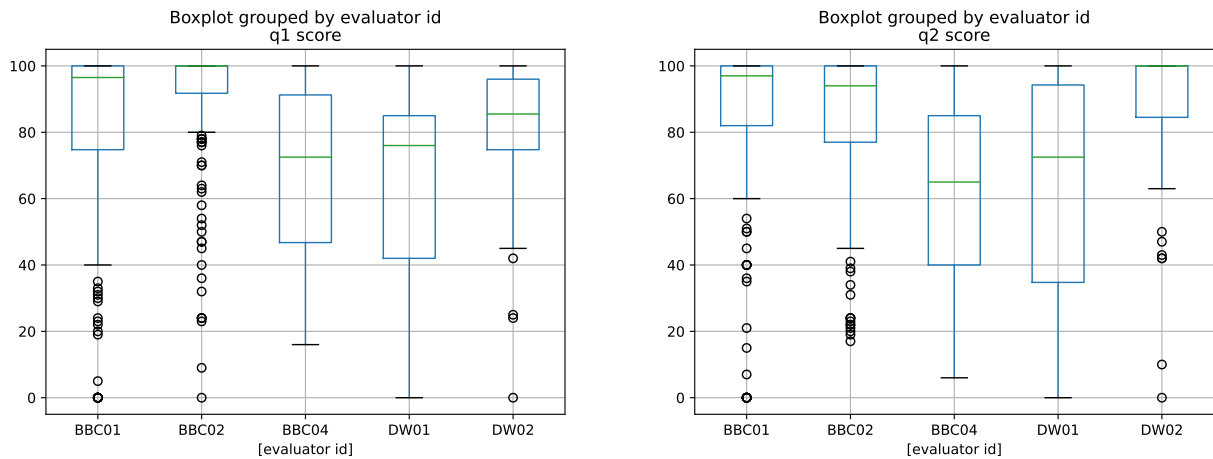 Boxplot grouped by evaluator id
q1 score
100
80
60
40
20
0
BBC01 BBC02 BBC04 DW01 DW02
[evaluator id]
Boxplot grouped by evaluator id
q2 score
100
80
60
40
20
0
BBC01 BBC02 BBC04 DW01 DW02
[evaluator id]